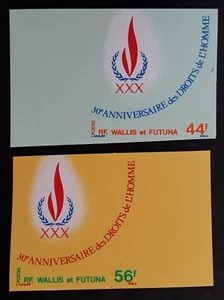 XXX
30e ANNIVERSAIRE des DROITS de L'HOMME
44F
RF WALLIS et FUTUNA
POSTES
XXX
30e ANNIVERSAIRE des DROITS de L'HOMME
56F
RF WALLIS et FUTUNA
POSTES